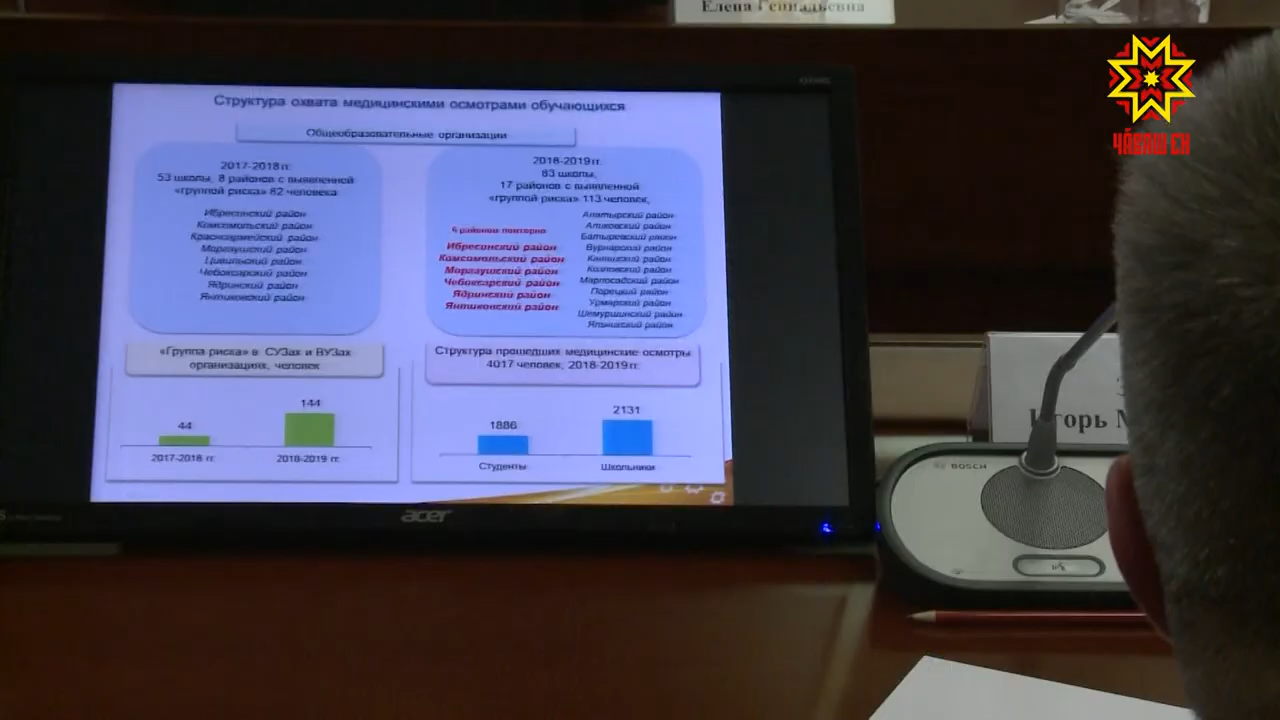 Елена Геннадьевна
ЧĂВАШ ЕН
Структура охвата медицинскими осмотрами обучающихся
Общеобразовательные организации
2017-2018 гг.
53 школы, 8 районов с выявленной
«группой риска» 82 человека
Ибресинский район
Комсомольский район
Красноармейский район
Моргаушский район
Цивильский район
Чебоксарский район
Ядринский район
Янтиковский район
2018-2019 гг.
83 школы,
17 районов с выявленной
«группой риска» 113 человек,
6 районов повторно
Ибресинский район
Комсомольский район
Моргаушский район
Чебоксарский район
Ядринский район
Янтиковский район
Алатырский район
Аликовский район
Батыревский район
Вурнарский район
Канашский район
Козловский район
Марпосадский район
Порецкий район
Урмарский район
Шемуршинский район
Яльчикский район
«Группа риска» в СУЗах и ВУЗах
организациях, человек
44
144
2017-2018 гг.
2018-2019 гг.
Структура прошедших медицинские осмотры
4017 человек, 2018-2019 гг.
1886
2131
Студенты
Школьники
acer
Игорь М
BOSCH